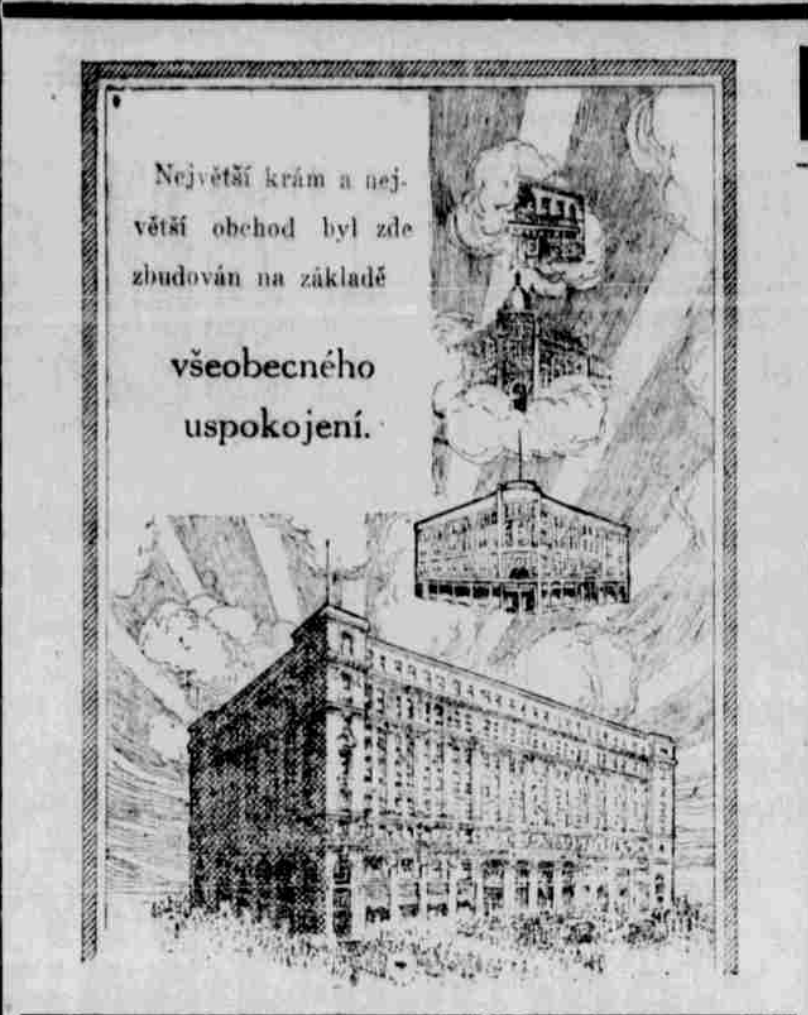 Největší krám a nej-
větší obchod byl zde
zbudován na základě
všeobecného
uspokojení.